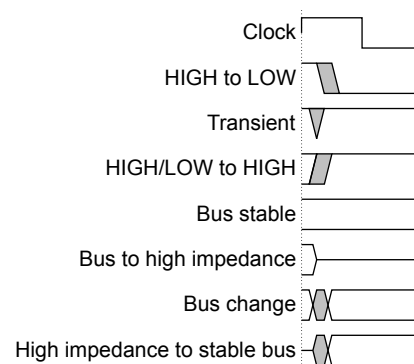 Clock
HIGH to LOW
Transient
HIGH/LOW to HIGH
Bus stable
Bus to high impedance
Bus change
High impedance to stable bus